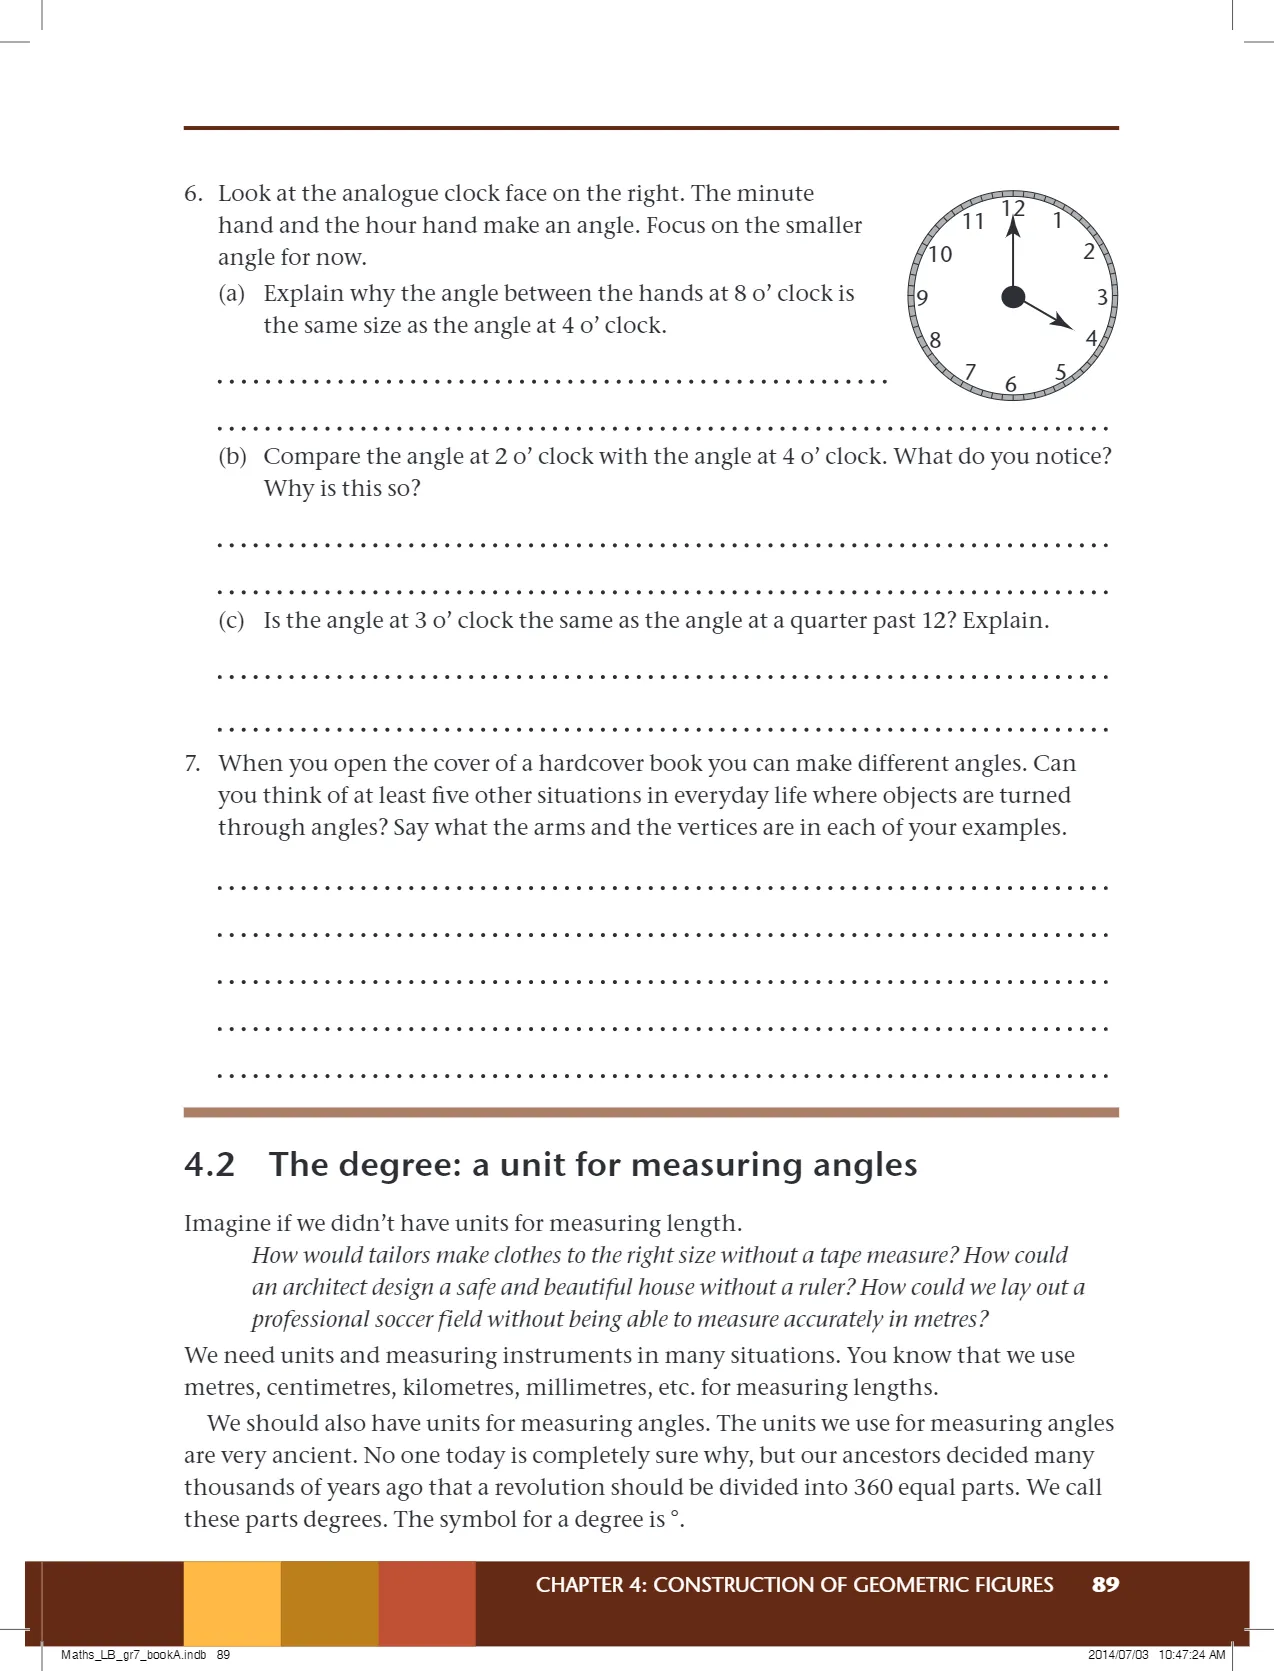 6. Look at the analogue clock face on the right. The minute
hand and the hour hand make an angle. Focus on the smaller
angle for now.
(a) Explain why the angle between the hands at 8 o’ clock is
the same size as the angle at 4 o’ clock.
12
11 1
10 2
9 3
8 4
7 5
6
(b) Compare the angle at 2 o’ clock with the angle at 4 o’ clock. What do you notice?
Why is this so?
(c) Is the angle at 3 o’ clock the same as the angle at a quarter past 12? Explain.
7. When you open the cover of a hardcover book you can make different angles. Can
you think of at least five other situations in everyday life where objects are turned
through angles? Say what the arms and the vertices are in each of your examples.
4.2 The degree: a unit for measuring angles
Imagine if we didn’t have units for measuring length.
How would tailors make clothes to the right size without a tape measure? How could
an architect design a safe and beautiful house without a ruler? How could we lay out a
professional soccer field without being able to measure accurately in metres?
We need units and measuring instruments in many situations. You know that we use
metres, centimetres, kilometres, millimetres, etc. for measuring lengths.
We should also have units for measuring angles. The units we use for measuring angles
are very ancient. No one today is completely sure why, but our ancestors decided many
thousands of years ago that a revolution should be divided into 360 equal parts. We call
these parts degrees. The symbol for a degree is °.
CHAPTER 4: CONSTRUCTION OF GEOMETRIC FIGURES 89
Maths_LB_gr7_bookA.indb 89 2014/07/03 10:47:24 AM